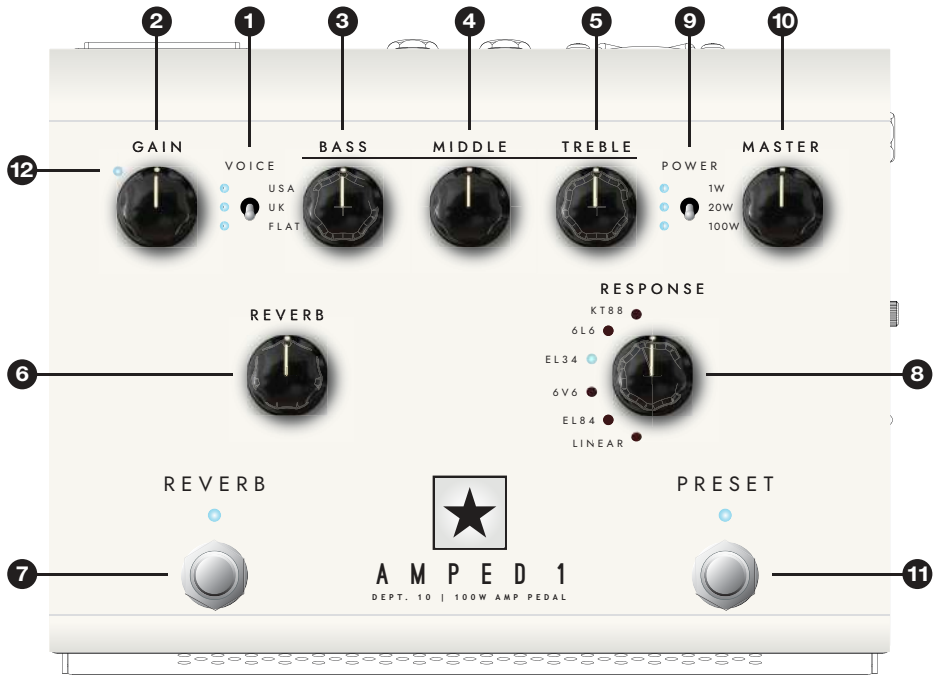 2 1 3 4 5 9 10
GAIN BASS MIDDLE TREBLE MASTER
12 VOICE POWER
USA 1W
UK 20W
FLAT 100W
RESPONSE
REVERB KT88
6L6
EL34
6 8
6V6
EL84
LINEAR
REVERB PRESET
7 AMPED 1 11
DEPT. 10 | 100W AMP PEDAL